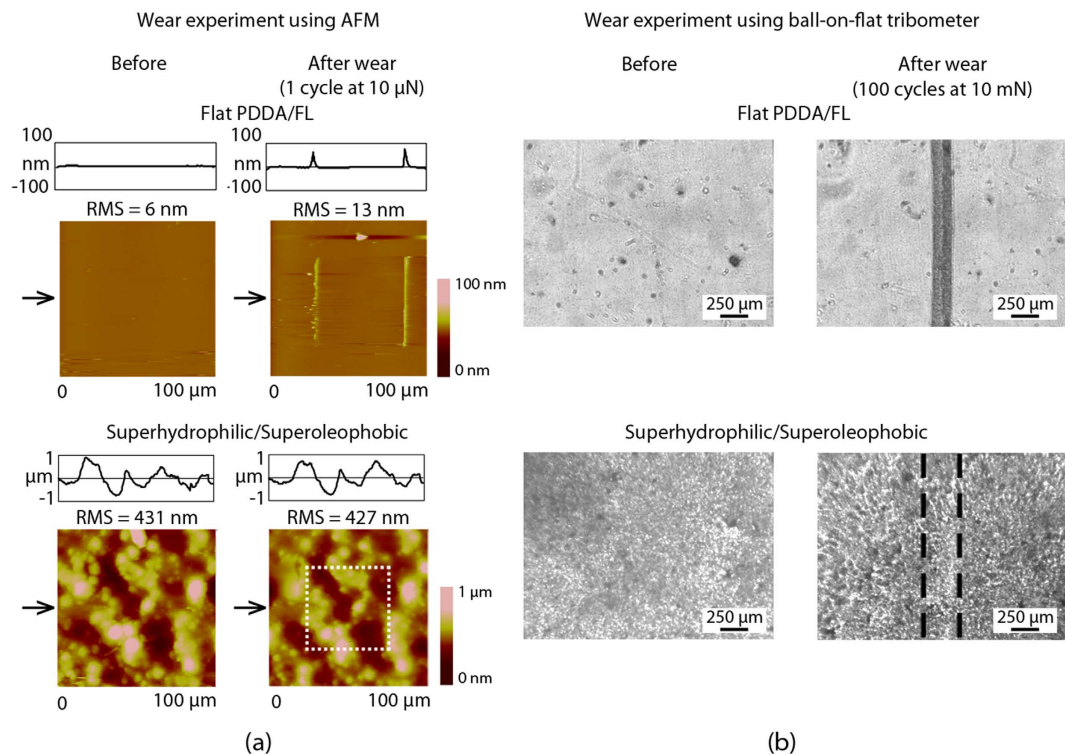 Wear experiment using AFM
Before
After wear
(1 cycle at 10 µN)
Flat PDDA/FL
100
nm
-100
100
nm
-100
RMS = 6 nm
RMS = 13 nm
100 nm
0 nm
0
100 µm
0
100 µm
Superhydrophilic/Superoleophobic
1
µm
-1
1
µm
-1
RMS = 431 nm
RMS = 427 nm
1 µm
0 nm
0
100 µm
0
100 µm
(a)
Wear experiment using ball-on-flat tribometer
Before
After wear
(100 cycles at 10 mN)
Flat PDDA/FL
250 µm
250 µm
Superhydrophilic/Superoleophobic
250 µm
250 µm
(b)